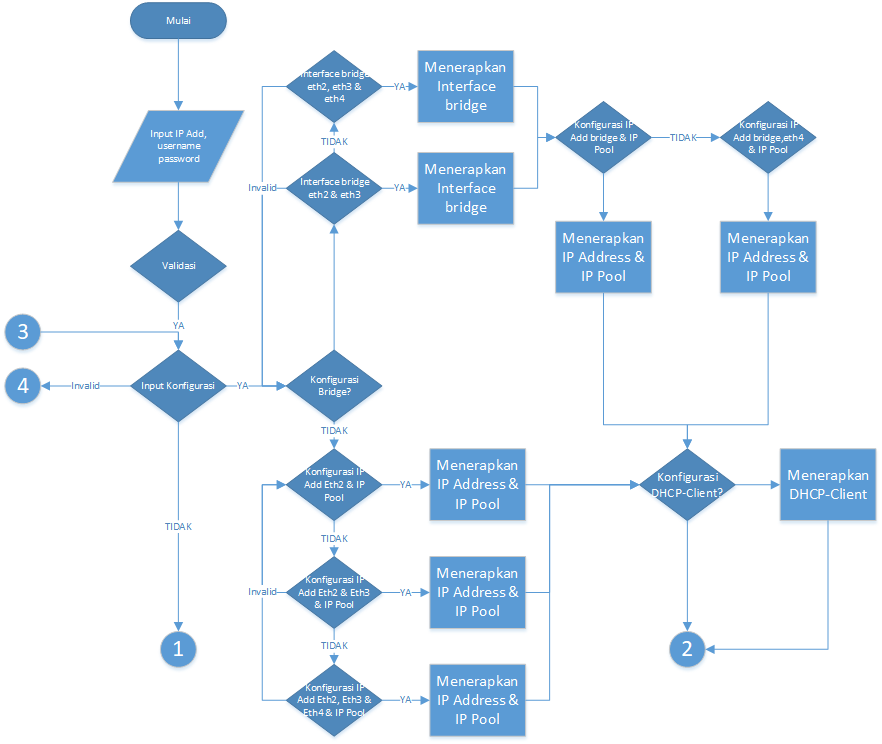 Mulai
Input IP Add,
username
password
Validasi
YA
3
4
Invalid
Input Konfigurasi
YA
TIDAK
1
Interface bridge
eth2, eth3 &
eth4
YA
Menerapkan
Interface
bridge
TIDAK
Invalid
Interface bridge
eth2 & eth3
YA
Menerapkan
Interface
bridge
Konfigurasi IP
Add bridge & IP
Pool
TIDAK
Konfigurasi IP
Add bridge,eth4
& IP Pool
Menerapkan
IP Address &
IP Pool
Menerapkan
IP Address &
IP Pool
Konfigurasi
Bridge?
TIDAK
Konfigurasi IP
Add Eth2 & IP
Pool
YA
Menerapkan
IP Address &
IP Pool
TIDAK
Invalid
Konfigurasi IP
Add Eth2 & Eth3
& IP Pool
YA
Menerapkan
IP Address &
IP Pool
TIDAK
Konfigurasi IP
Add Eth2, Eth3 &
Eth4 & IP Pool
YA
Menerapkan
IP Address &
IP Pool
Konfigurasi
DHCP-Client?
Menerapkan
DHCP-Client
2